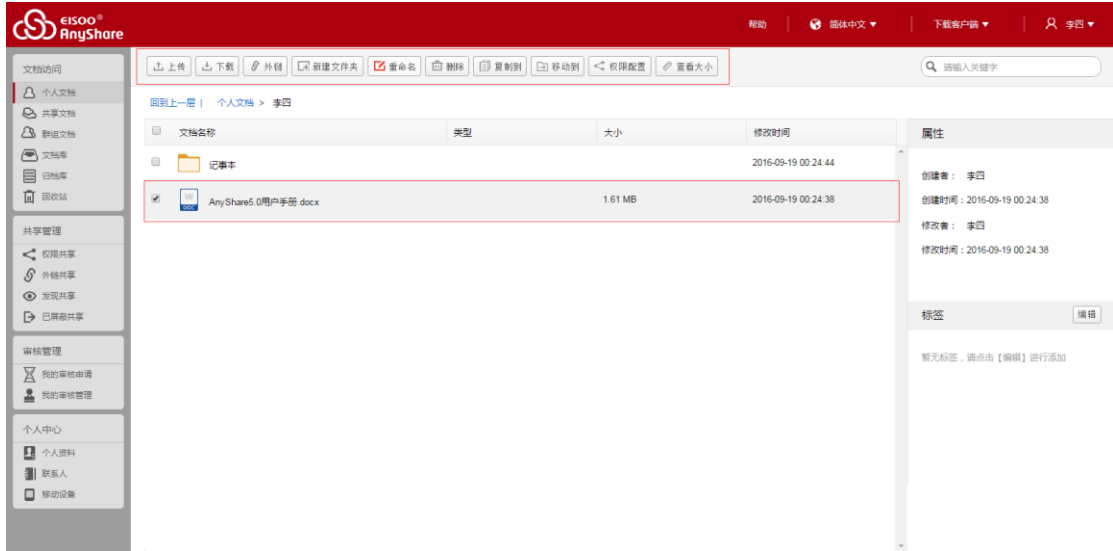 EISOO®
AnyShare
帮助
简体中文
下载客户端
李四
文档访问
个人文档
共享文档
群组文档
文档库
归档库
回收站
共享管理
权限共享
外链共享
发现共享
已屏蔽共享
审核管理
我的审核申请
我的审核管理
个人中心
个人资料
联系人
移动设备
上传 下载 外链 新建文件夹 重命名 删除 复制到 移动到 权限配置 查看大小
请输入关键字
回到上一层 | 个人文档 > 李四
文档名称 类型 大小 修改时间
记事本 2016-09-19 00:24:44
W
DOC
AnyShare5.0用户手册.docx 1.61 MB 2016-09-19 00:24:38
属性
创建者： 李四
创建时间：2016-09-19 00:24:38
修改者： 李四
修改时间：2016-09-19 00:24:38
标签 编辑
暂无标签，请点击【编辑】进行添加